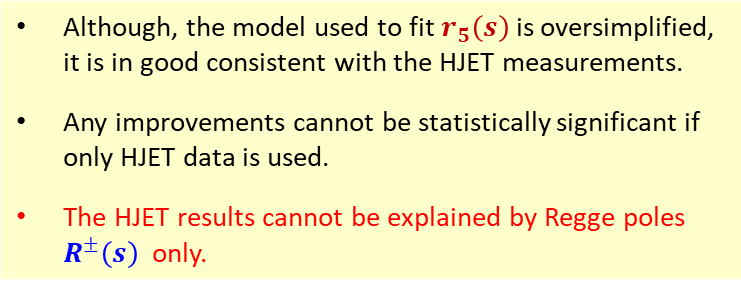 • Although, the model used to fit r₅(s) is oversimplified,
it is in good consistent with the HJET measurements.
• Any improvements cannot be statistically significant if
only HJET data is used.
• The HJET results cannot be explained by Regge poles
R±(s) only.